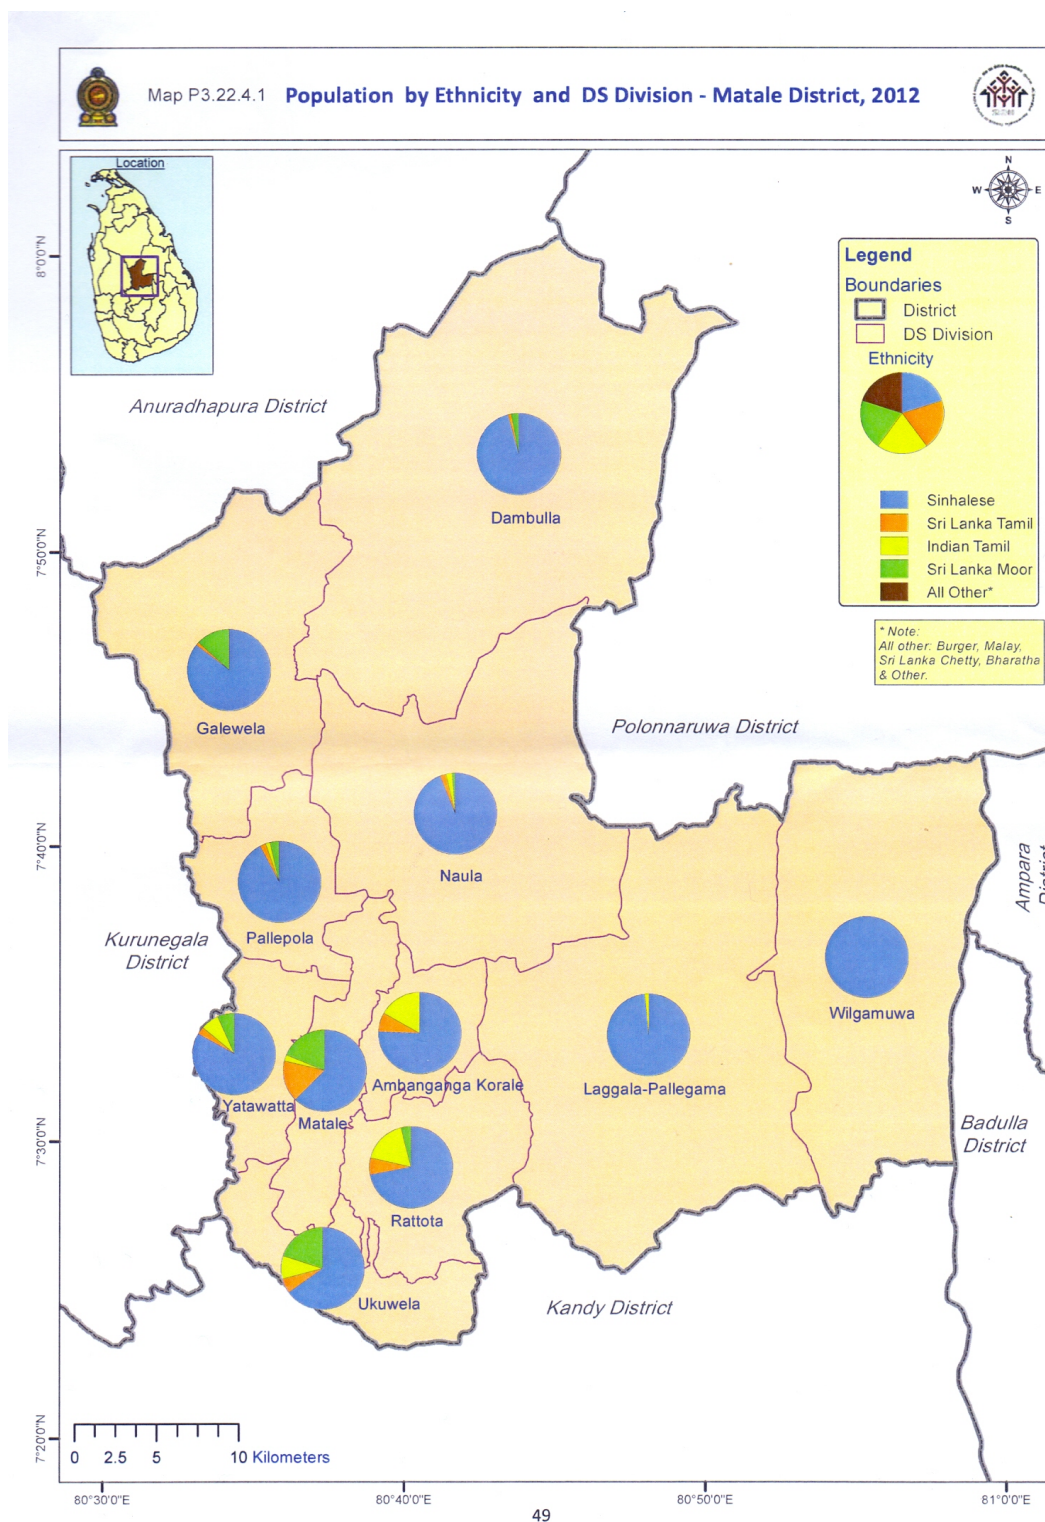 Map P3.22.4.1 Population by Ethnicity and DS Division - Matale District, 2012
Location
N
W E
S
8°0'0"N
7°50'0"N
7°40'0"N
7°30'0"N
7°20'0"N
Legend
Boundaries
District
DS Division
Ethnicity
Sinhalese
Sri Lanka Tamil
Indian Tamil
Sri Lanka Moor
All Other*
* Note:
All other: Burger, Malay,
Sri Lanka Chetty, Bharatha
& Other.
Anuradhapura District
Dambulla
Galewela
Polonnaruwa District
Naula
Ampara
District
Pallepola
Kurunegala
District
Wilgamuwa
Ambanganga Korale
Laggala-Pallegama
Yatawatta
Matale
Badulla
District
Rattota
Ukuwela
Kandy District
0 2.5 5 10 Kilometers
80°30'0"E 80°40'0"E 80°50'0"E 81°0'0"E
49